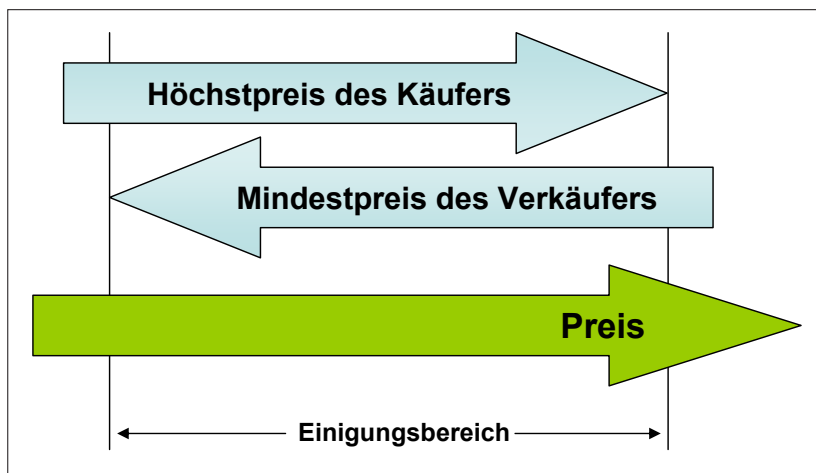 Höchstpreis des Käufers
Mindestpreis des Verkäufers
Preis
Einigungsbereich